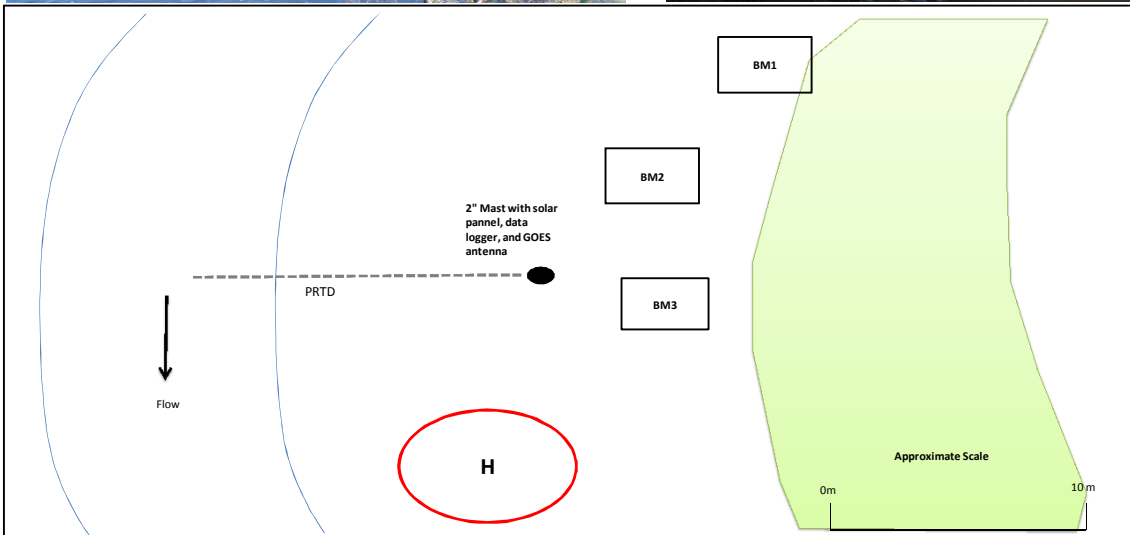 BM1
BM2
2" Mast with solar
pannel, data
logger, and GOES
antenna
PRTD
BM3
Flow
H
Approximate Scale
0m
10 m